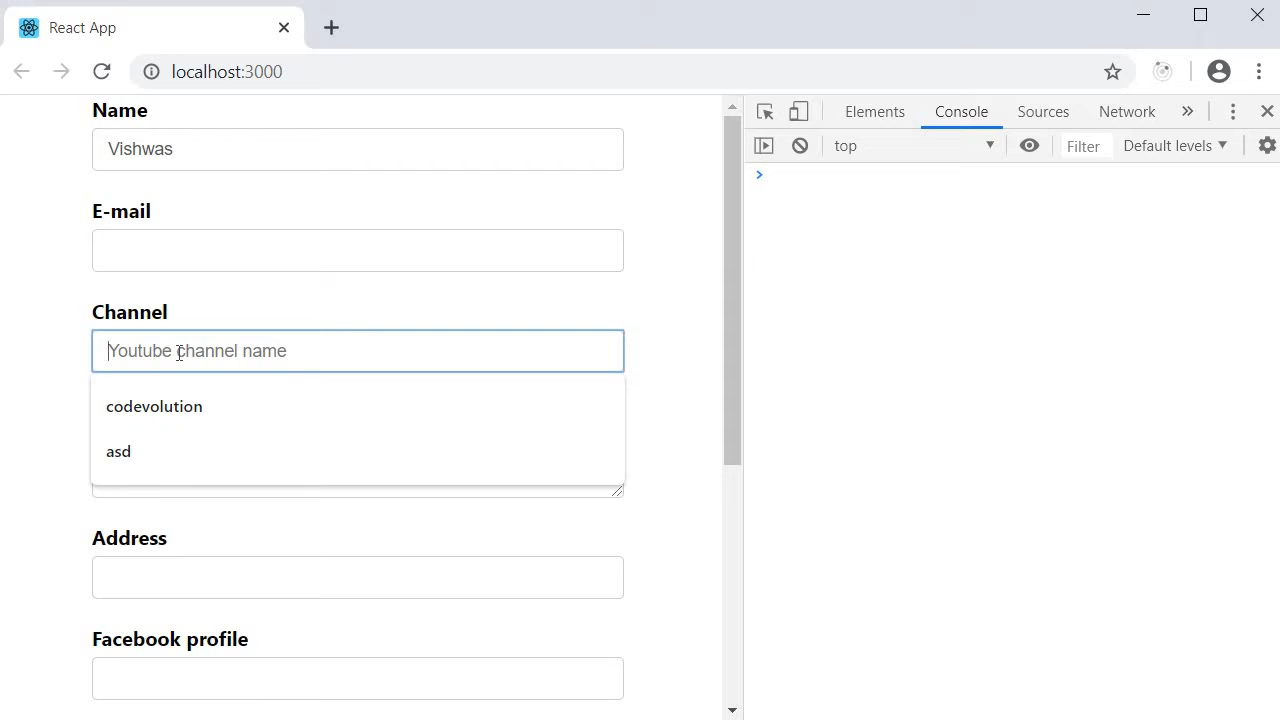 React App
localhost:3000
Name
Vishwas
E-mail
Channel
Youtube channel name
codevolution
asd
Address
Facebook profile
Elements Console Sources Network »
top Filter Default levels